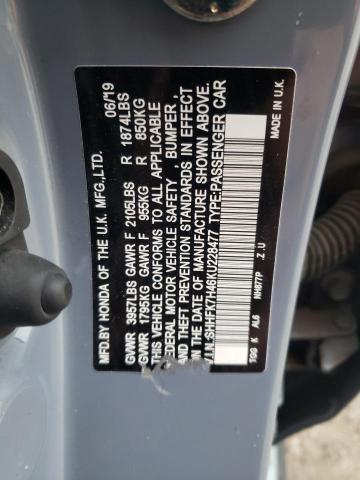 MFD.BY HONDA OF THE U.K. MFG.,LTD. 06/19
GVWR 3957LBS GAWR F 2105LBS R 1874LBS
GVWR 1795KG GAWR F 955KG R 850KG
THIS VEHICLE CONFORMS TO ALL APPLICABLE
FEDERAL MOTOR VEHICLE SAFETY, BUMPER,
AND THEFT PREVENTION STANDARDS IN EFFECT
ON THE DATE OF MANUFACTURE SHOWN ABOVE.
V.I.N.:SHHFK7H46KU228477 TYPE:PASSENGER CAR
TGG K AL6 NH877P .Z .U MADE IN U.K.